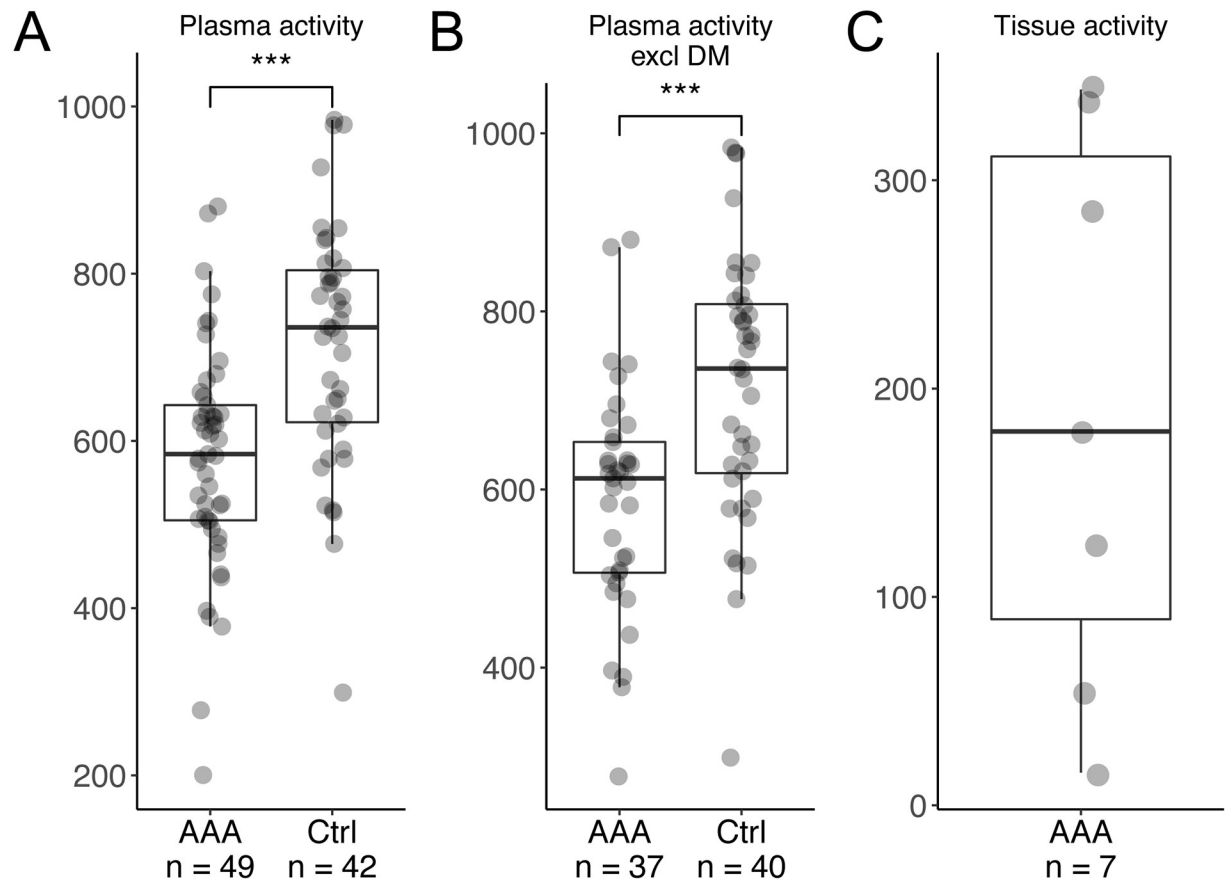 A
Plasma activity
***
1000
800
600
400
200
AAA
Ctrl
n = 49
n = 42
B
Plasma activity
excl DM
***
1000
800
600
400
AAA
Ctrl
n = 37
n = 40
C
Tissue activity
300
200
100
0
AAA
n = 7